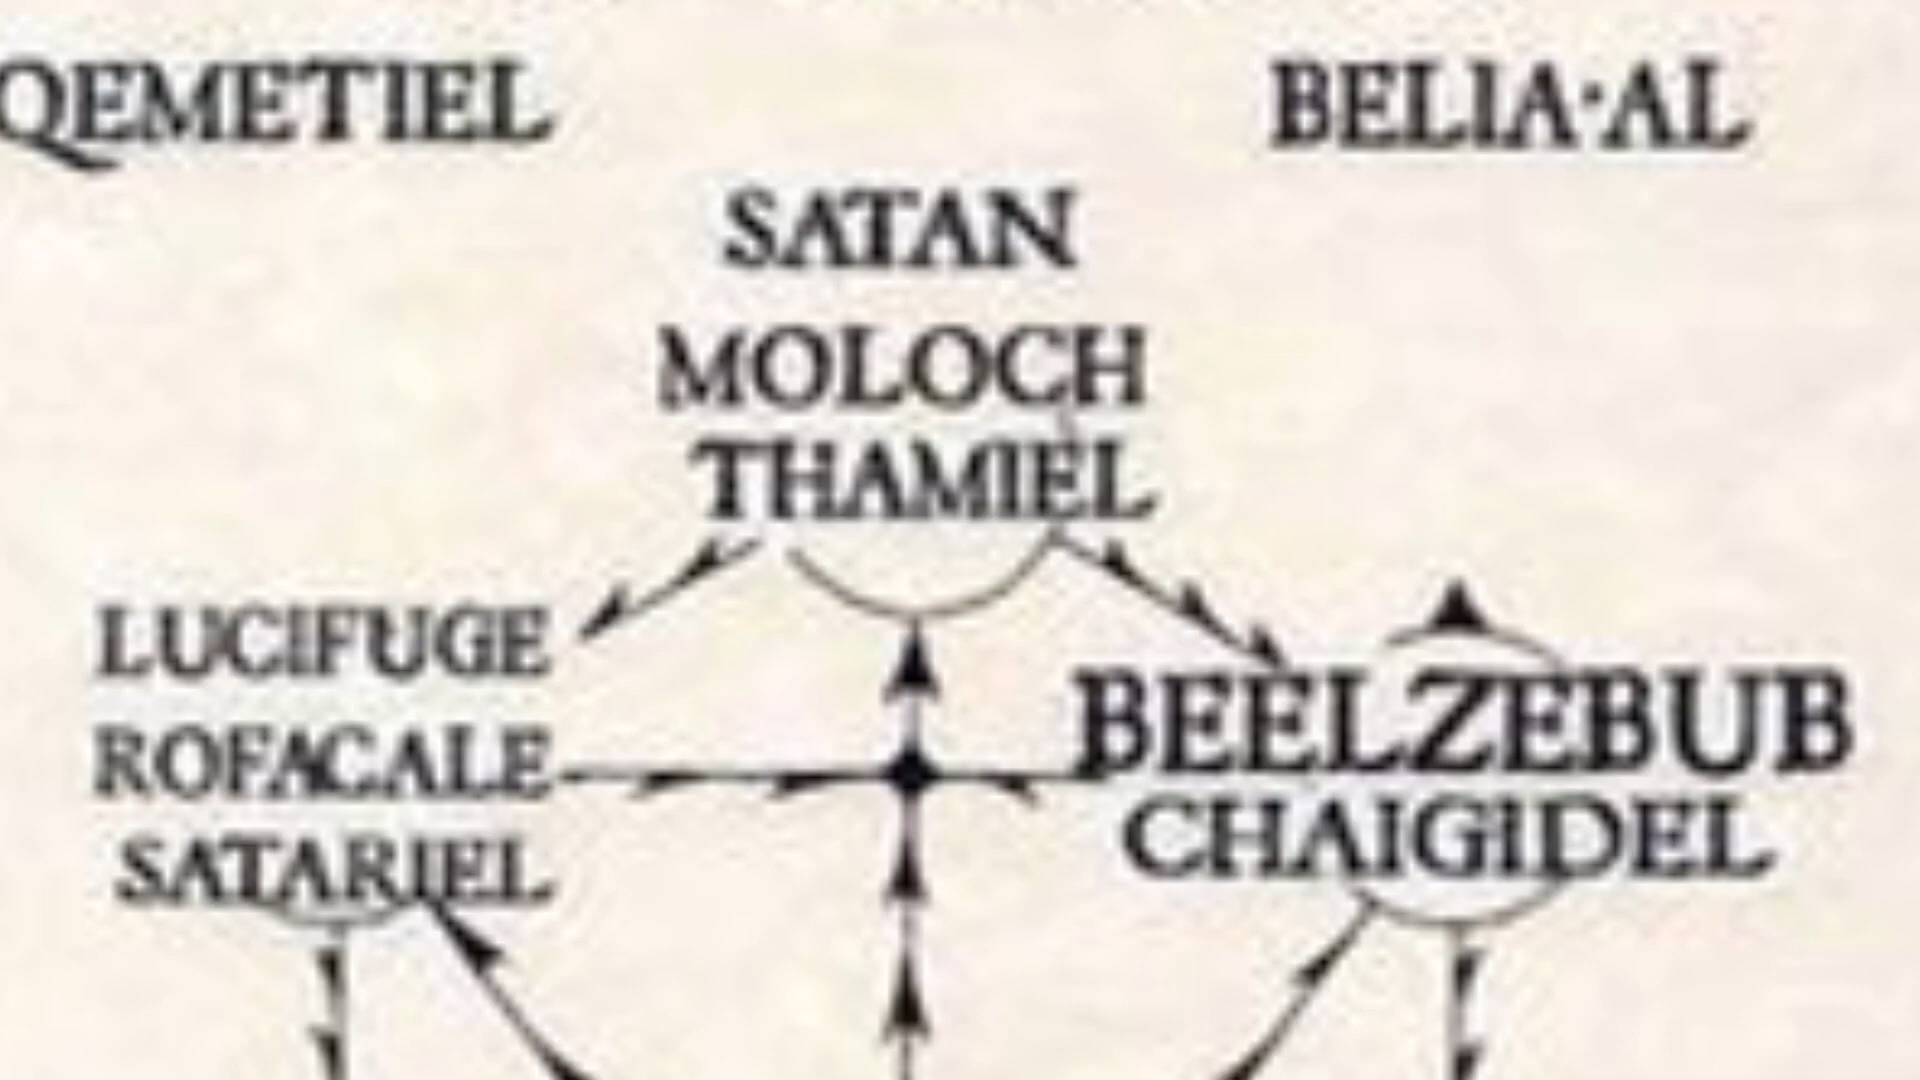 QEMETIEL
BELIA·AL
SATAN
MOLOCH
THAMIEL
LUCIFUGE
ROFACALE
SATARIEL
BEELZEBUB
CHAIGIDEL